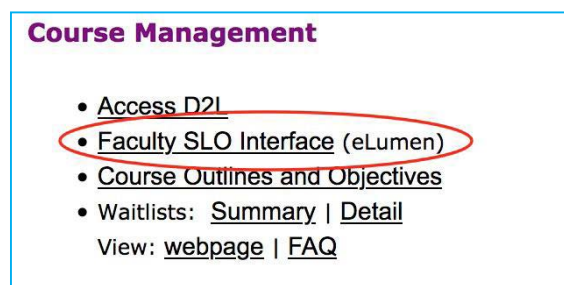 Course Management
• Access D2L
• Faculty SLO Interface (eLumen)
• Course Outlines and Objectives
• Waitlists: Summary | Detail
View: webpage | FAQ